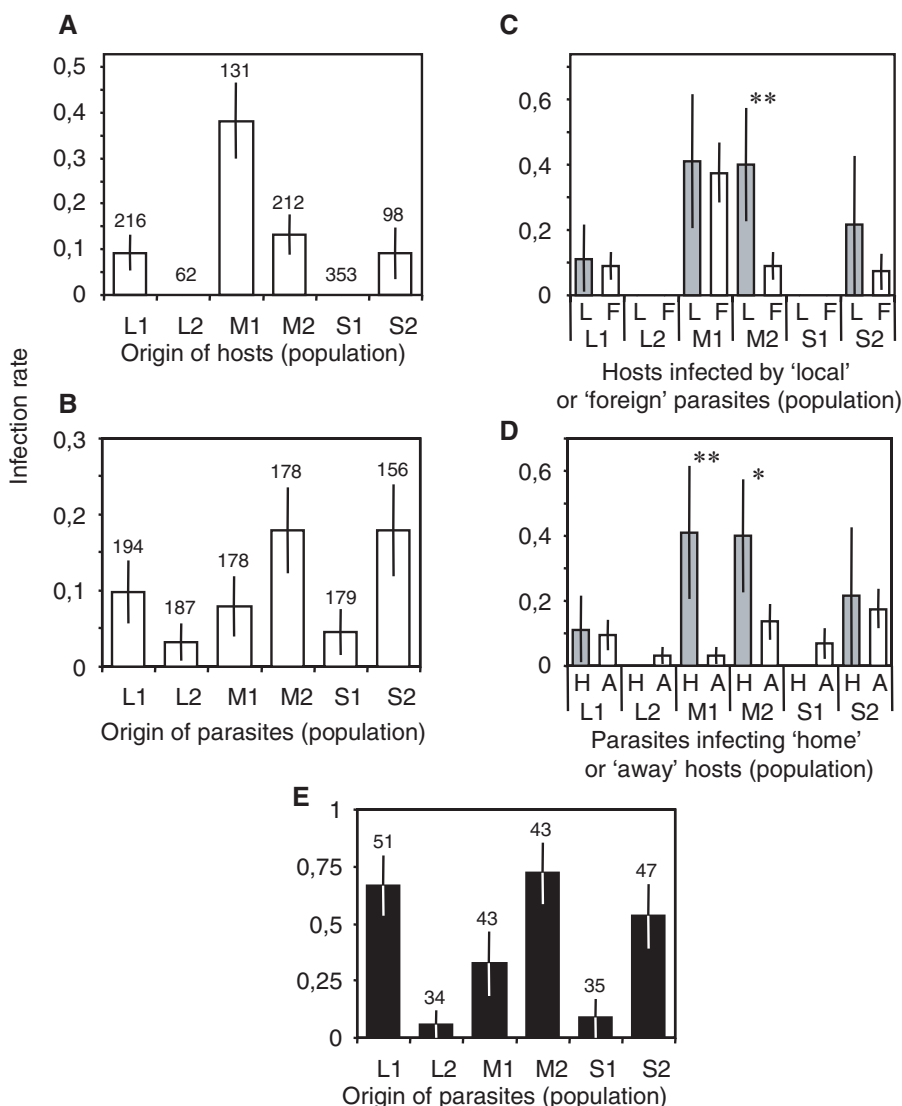 Infection rate
A
0,5
0,4
0,3
0,2
0,1
0
216
62
131
212
353
98
L1 L2 M1 M2 S1 S2
Origin of hosts (population)
B
0,3
0,2
0,1
0
194
187
178
178
179
156
L1 L2 M1 M2 S1 S2
Origin of parasites (population)
C
0,6
0,4
0,2
0
**
L F L F L F L F L F L F
L1 L2 M1 M2 S1 S2
Hosts infected by ‘local’
or ‘foreign’ parasites (population)
D
0,6
0,4
0,2
0
**
*
H A H A H A H A H A H A
L1 L2 M1 M2 S1 S2
Parasites infecting ‘home’
or ‘away’ hosts (population)
E
1
0,75
0,5
0,25
0
51
34
43
43
35
47
L1 L2 M1 M2 S1 S2
Origin of parasites (population)